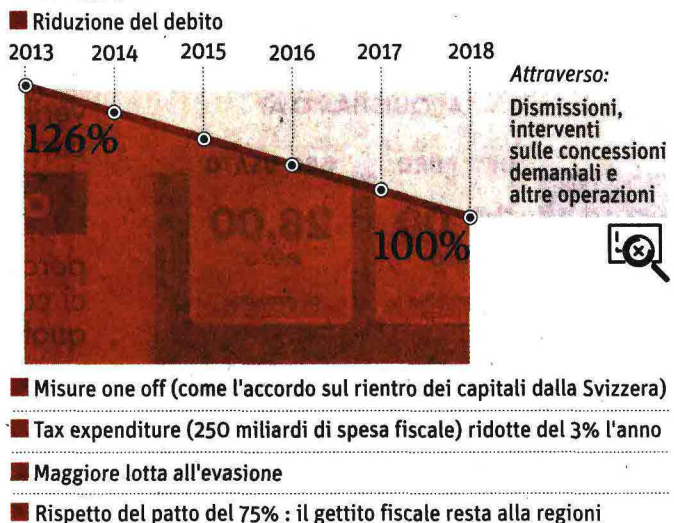 Riduzione del debito
2013 2014 2015 2016 2017 2018
Attraverso:
Dismissioni,
interventi
sulle concessioni
demaniali e
altre operazioni
126%
100%
28,00
Misure one off (come l'accordo sul rientro dei capitali dalla Svizzera)
Tax expenditure (250 miliardi di spesa fiscale) ridotte del 3% l'anno
Maggiore lotta all'evasione
Rispetto del patto del 75% : il gettito fiscale resta alla regioni